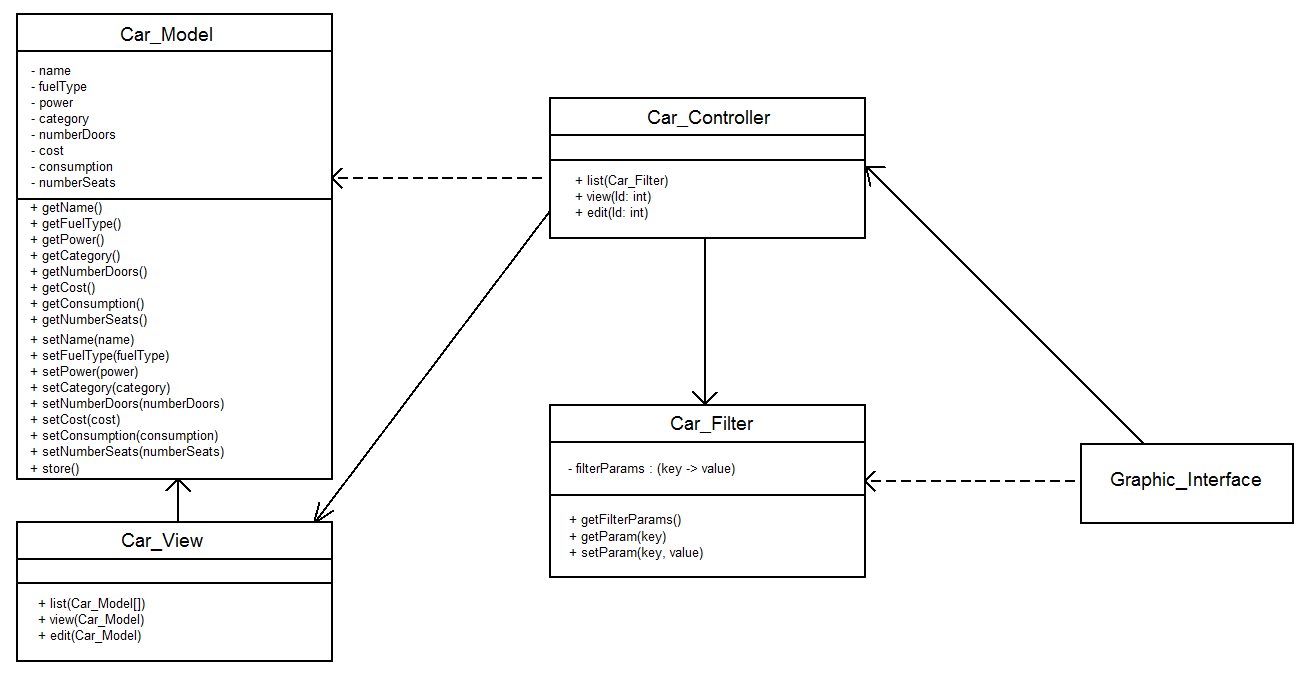 Car_Model
- name
- fuelType
- power
- category
- numberDoors
- cost
- consumption
- numberSeats
+ getName()
+ getFuelType()
+ getPower()
+ getCategory()
+ getNumberDoors()
+ getCost()
+ getConsumption()
+ getNumberSeats()
+ setName(name)
+ setFuelType(fuelType)
+ setPower(power)
+ setCategory(category)
+ setNumberDoors(numberDoors)
+ setCost(cost)
+ setConsumption(consumption)
+ setNumberSeats(numberSeats)
+ store()
Car_View
+ list(Car_Model[])
+ view(Car_Model)
+ edit(Car_Model)
Car_Controller
+ list(Car_Filter)
+ view(Id: int)
+ edit(Id: int)
Car_Filter
- filterParams : (key -> value)
+ getFilterParams()
+ getParam(key)
+ setParam(key, value)
Graphic_Interface